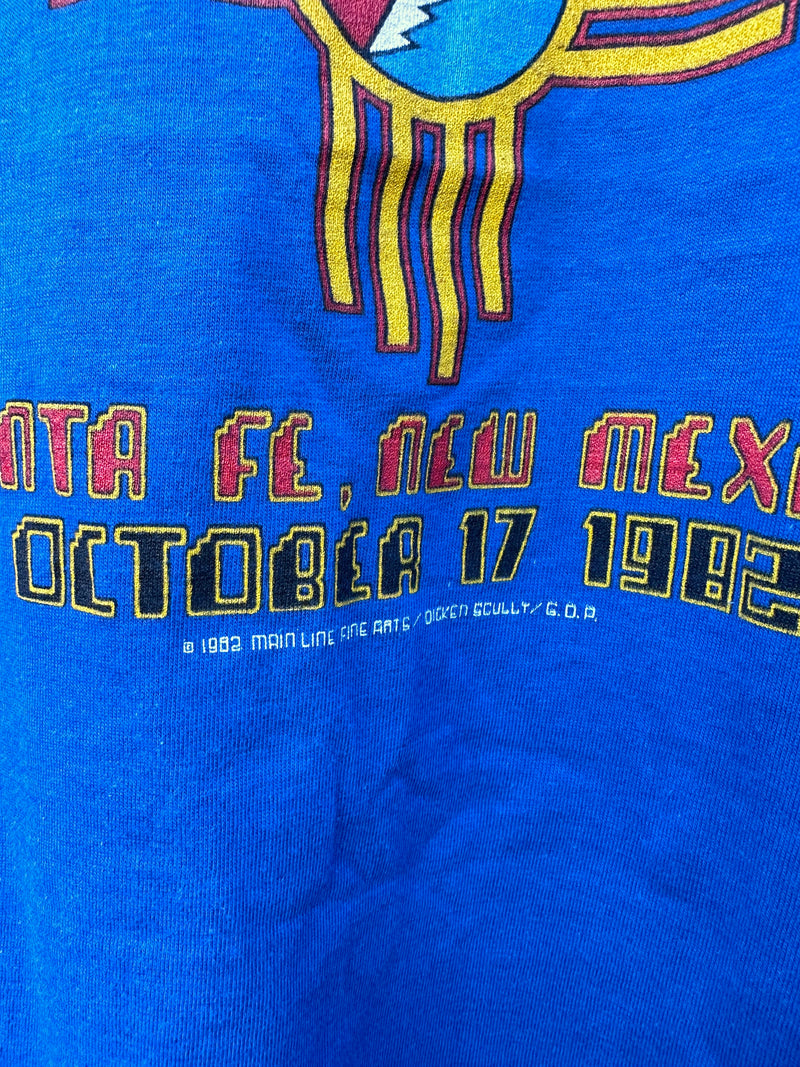 NTA FE, NEW MEXI
OCTOBER 17 1982
© 1982 MAIN LINE FINE ARTS / DICKEN SCULLY / G. D. P.